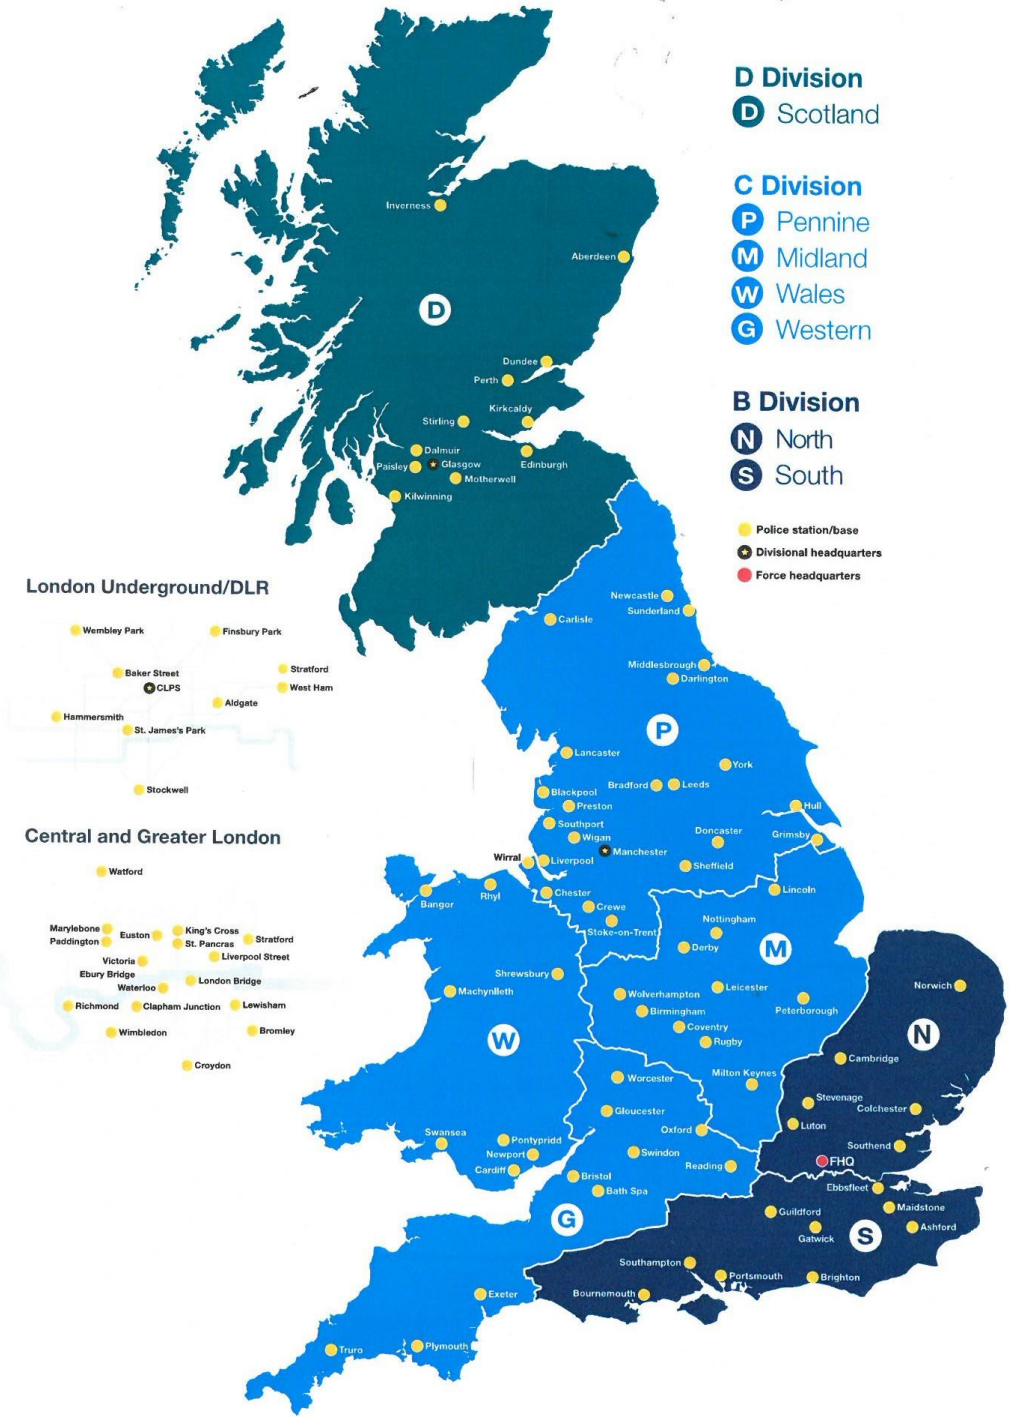 D Division
D Scotland
C Division
P Pennine
M Midland
W Wales
G Western
B Division
N North
S South
Police station/base
Divisional headquarters
Force headquarters
Inverness
Aberdeen
D
Dundee
Perth
Kirkcaldy
Stirling
Dalmuir
Edinburgh
Paisley
Glasgow
Motherwell
Kilwinning
London Underground/DLR
Wembley Park
Finsbury Park
Baker Street
Stratford
CLPS
West Ham
Aldgate
Hammersmith
St. James's Park
Stockwell
Central and Greater London
Watford
Marylebone
King's Cross
Euston
Paddington
St. Pancras
Stratford
Victoria
Liverpool Street
Ebury Bridge
Waterloo
London Bridge
Richmond
Clapham Junction
Lewisham
Wimbledon
Bromley
Croydon
Newcastle
Sunderland
Carlisle
Middlesbrough
Darlington
P
Lancaster
York
Bradford
Leeds
Blackpool
Preston
Hull
Southport
Wigan
Doncaster
Grimsby
Manchester
Wirral
Liverpool
Sheffield
Rhyl
Bangor
Chester
Lincoln
Crewe
Stoke-on-Trent
Nottingham
Derby
M
Shrewsbury
Machynlleth
Wolverhampton
Leicester
Peterborough
Birmingham
Coventry
Rugby
Norwich
N
W
Cambridge
Worcester
Milton Keynes
Stevenage
Colchester
Gloucester
Luton
Oxford
Swansea
Pontypridd
Newport
Cardiff
Swindon
Reading
Southend
FHQ
Bristol
Bath Spa
Ebbsfleet
Maidstone
Guildford
Gatwick
Ashford
G
S
Southampton
Portsmouth
Brighton
Bournemouth
Exeter
Truro
Plymouth